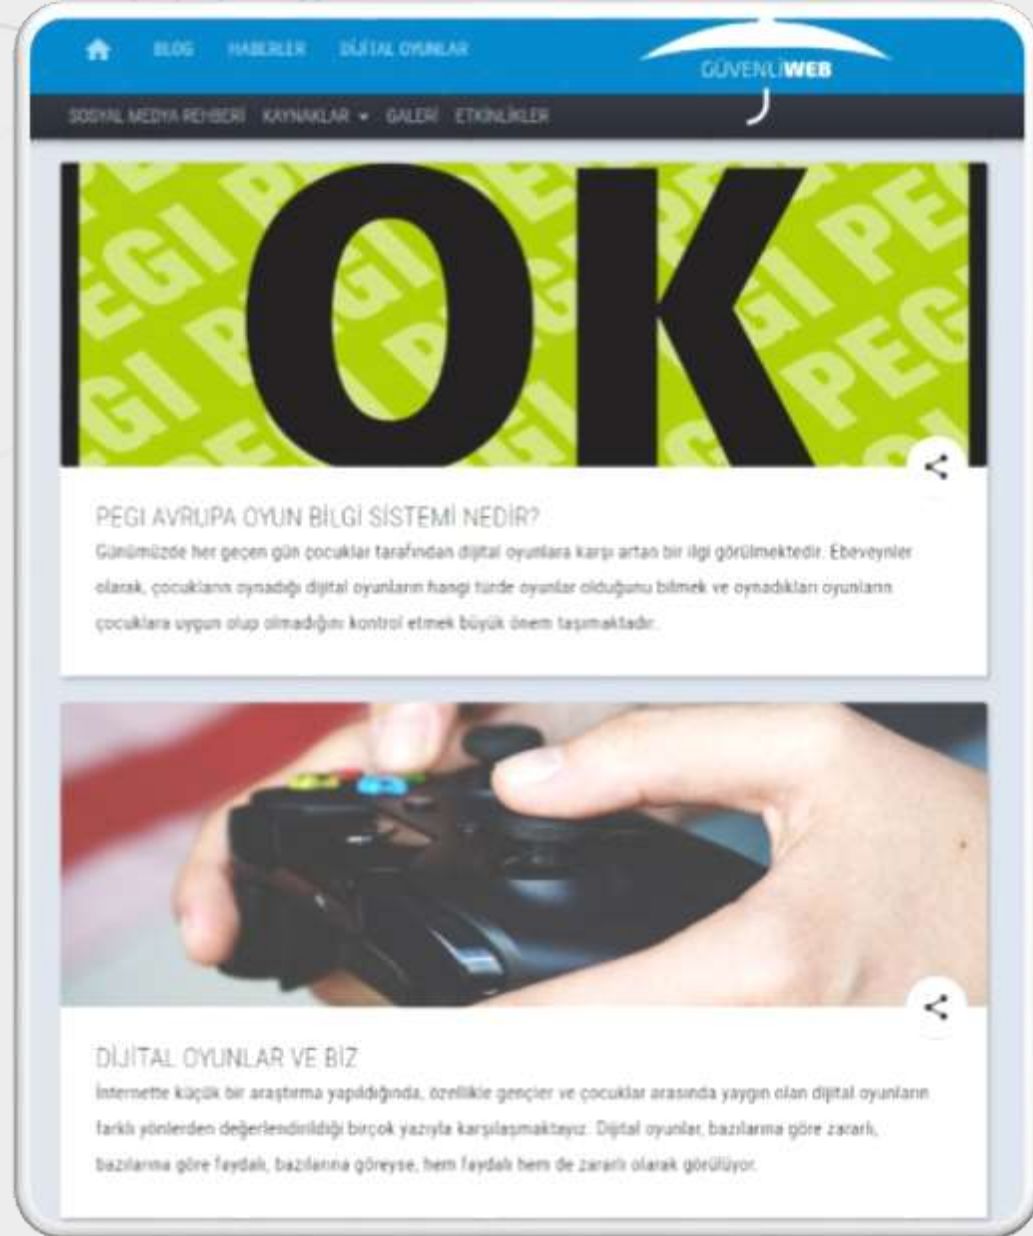 BLOG HABERLER DİJİTAL OYUNLAR
GÜVENLİWEB
SOSYAL MEDYA REHBERİ KAYNAKLAR GALERİ ETKİNLİKLER
OK
PEGI AVRUPA OYUN BİLGİ SİSTEMİ NEDİR?
Günümüzde her geçen gün çocuklar tarafından dijital oyunlara karşı artan bir ilgi görülmektedir. Ebeveynler
olarak, çocukların oynadığı dijital oyunların hangi türde oyunlar olduğunu bilmek ve oynadıkları oyunların
çocuklara uygun olup olmadığını kontrol etmek büyük önem taşımaktadır.
DİJİTAL OYUNLAR VE BİZ
İnternette küçük bir araştırma yapıldığında, özellikle gençler ve çocuklar arasında yaygın olan dijital oyunların
farklı yönlerden değerlendirildiği birçok yazıyla karşılaşmaktayız. Dijital oyunlar, bazılarına göre zararlı,
bazılarına göre faydalı, bazılarına göreyse, hem faydalı hem de zararlı olarak görülüyor.